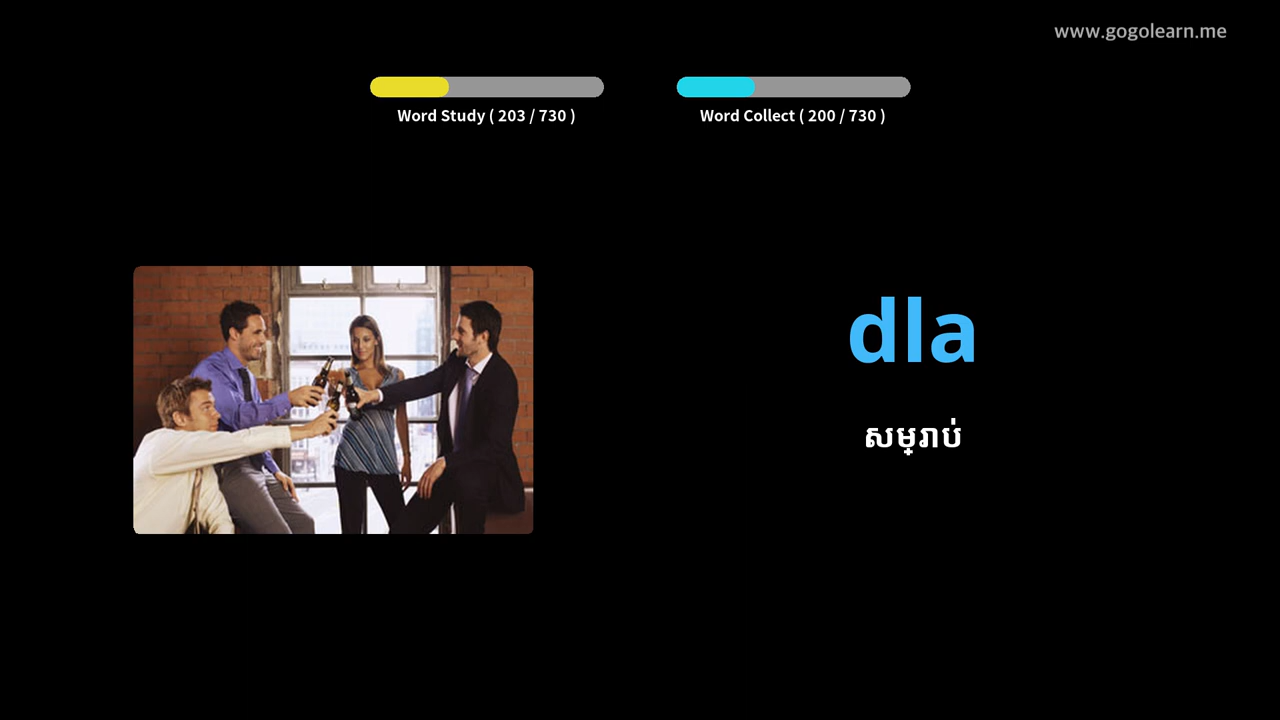 www.gogolearn.me
Word Study ( 203 / 730 )
Word Collect ( 200 / 730 )
dla
សម្រាប់